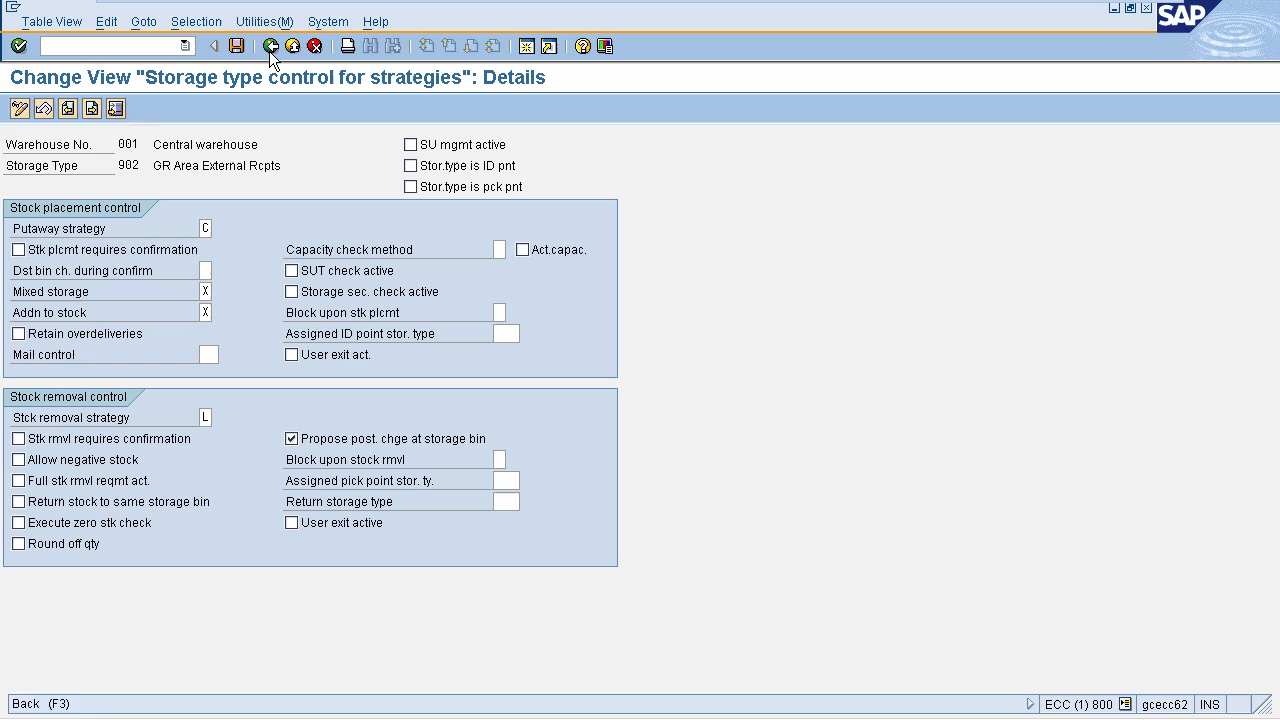 Table View Edit Goto Selection Utilities(M) System Help
SAP
Change View "Storage type control for strategies": Details
Warehouse No. 001 Central warehouse SU mgmt active
Storage Type 902 GR Area External Rcpts Stor.type is ID pnt
Stor.type is pck pnt
Stock placement control
Putaway strategy C
Stk plcmt requires confirmation Capacity check method Act.capac.
Dst bin ch. during confirm SUT check active
Mixed storage X Storage sec. check active
Addn to stock X Block upon stk plcmt
Retain overdeliveries Assigned ID point stor. type
Mail control User exit act.
Stock removal control
Stck removal strategy L
Stk rmvl requires confirmation Propose post. chge at storage bin
Allow negative stock Block upon stock rmvl
Full stk rmvl reqmt act. Assigned pick point stor. ty.
Return stock to same storage bin Return storage type
Execute zero stk check User exit active
Round off qty
Back (F3) ECC (1) 800 gcecc62 INS